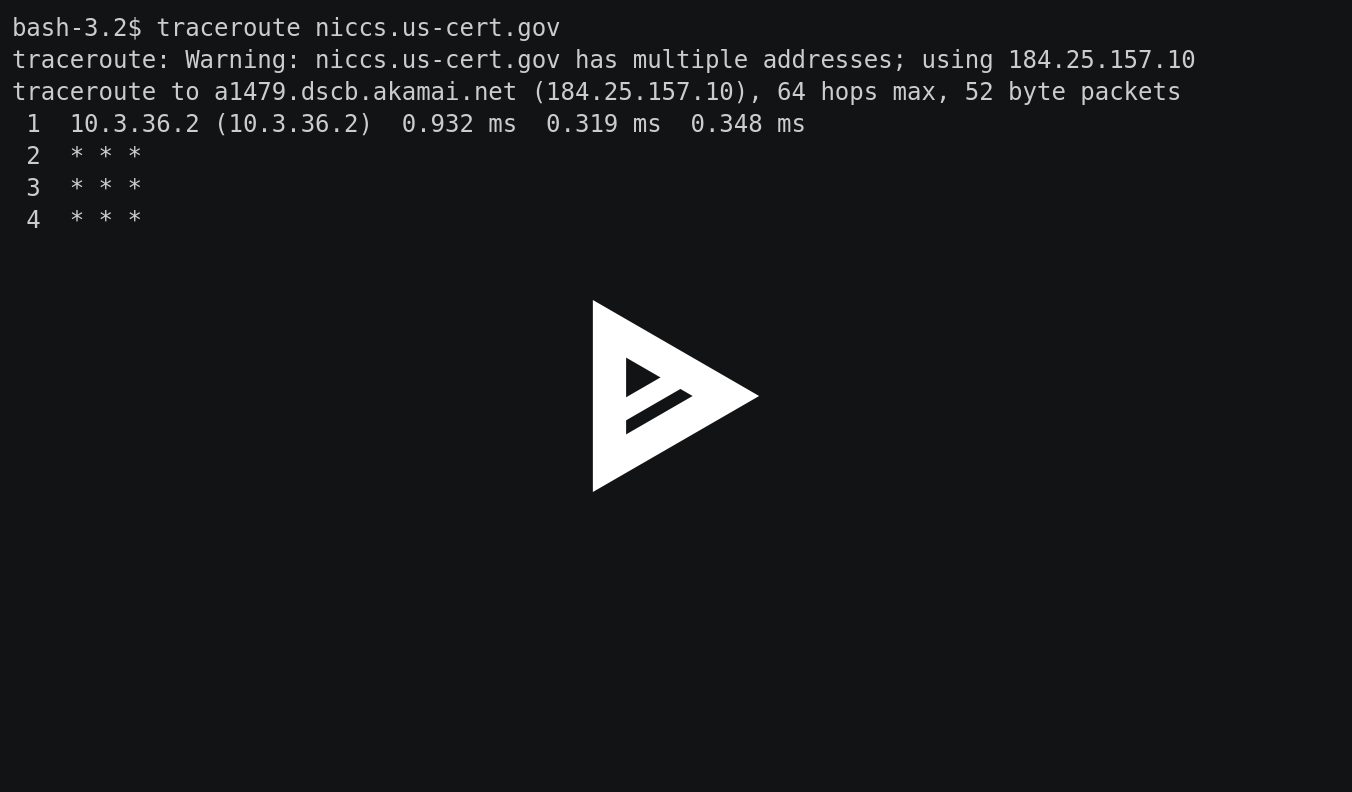 bash-3.2$ traceroute niccs.us-cert.gov
traceroute: Warning: niccs.us-cert.gov has multiple addresses; using 184.25.157.10
traceroute to a1479.dscb.akamai.net (184.25.157.10), 64 hops max, 52 byte packets
 1  10.3.36.2 (10.3.36.2)  0.932 ms  0.319 ms  0.348 ms
 2  * * *
 3  * * *
 4  * * *